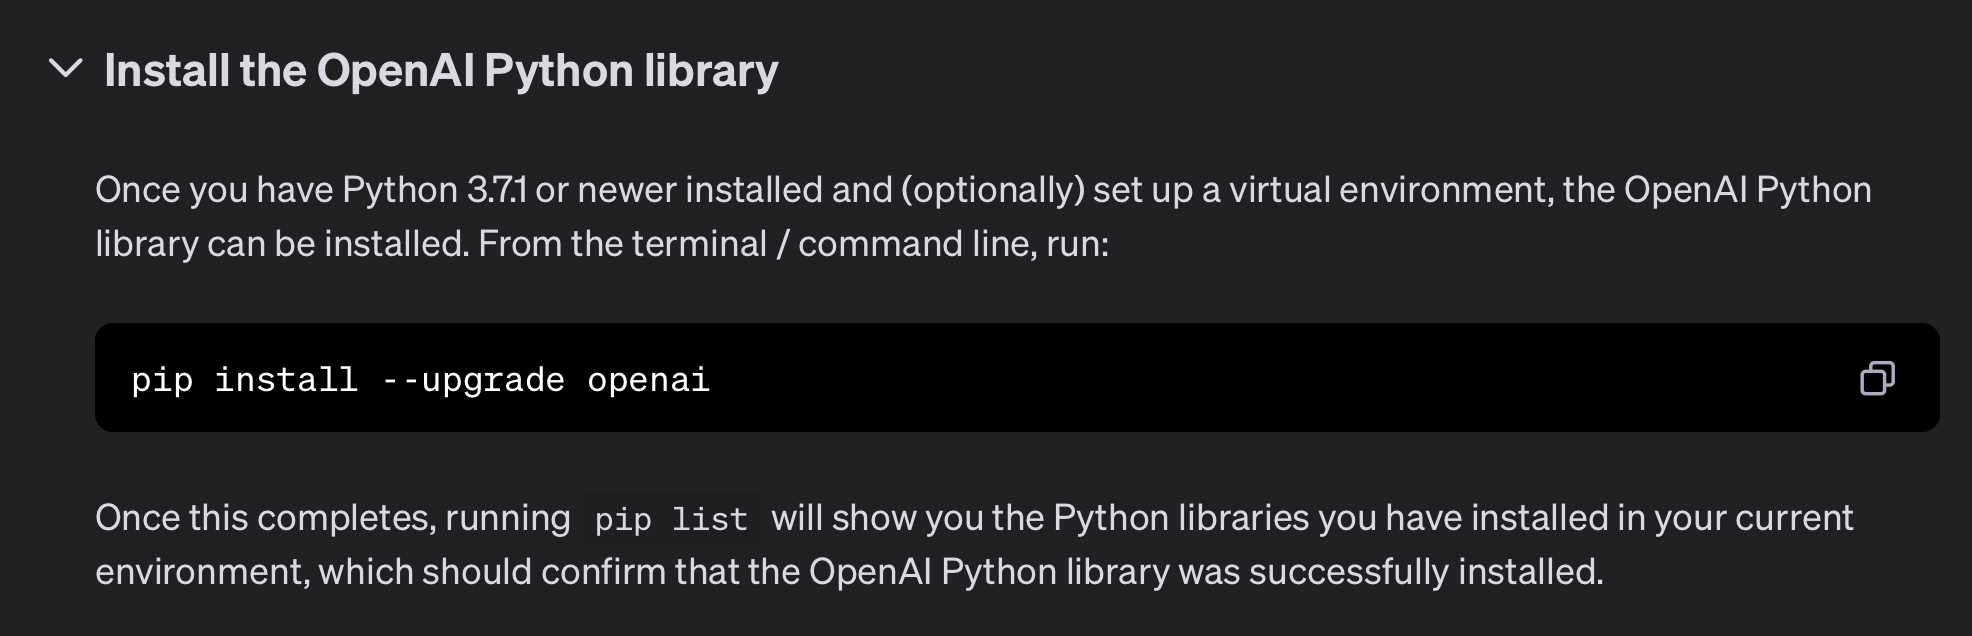 Install the OpenAI Python library
Once you have Python 3.7.1 or newer installed and (optionally) set up a virtual environment, the OpenAI Python
library can be installed. From the terminal / command line, run:
pip install --upgrade openai
Once this completes, running pip list will show you the Python libraries you have installed in your current
environment, which should confirm that the OpenAI Python library was successfully installed.